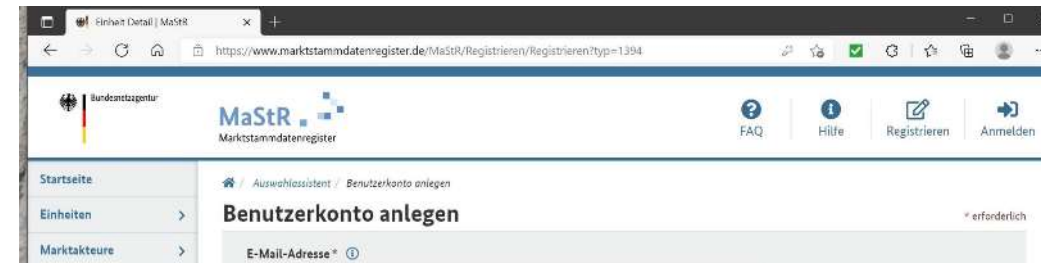 Einheit Detail | MaStR
https://www.marktstammdatenregister.de/MaStR/Registrieren/Registrieren?typ=1394
Bundesnetzagentur
MaStR
Marktstammdatenregister
FAQ
Hilfe
Registrieren
Anmelden
Startseite
Einheiten
Marktakteure
/ Auswahlassistent / Benutzerkonto anlegen
Benutzerkonto anlegen
* erforderlich
E-Mail-Adresse *